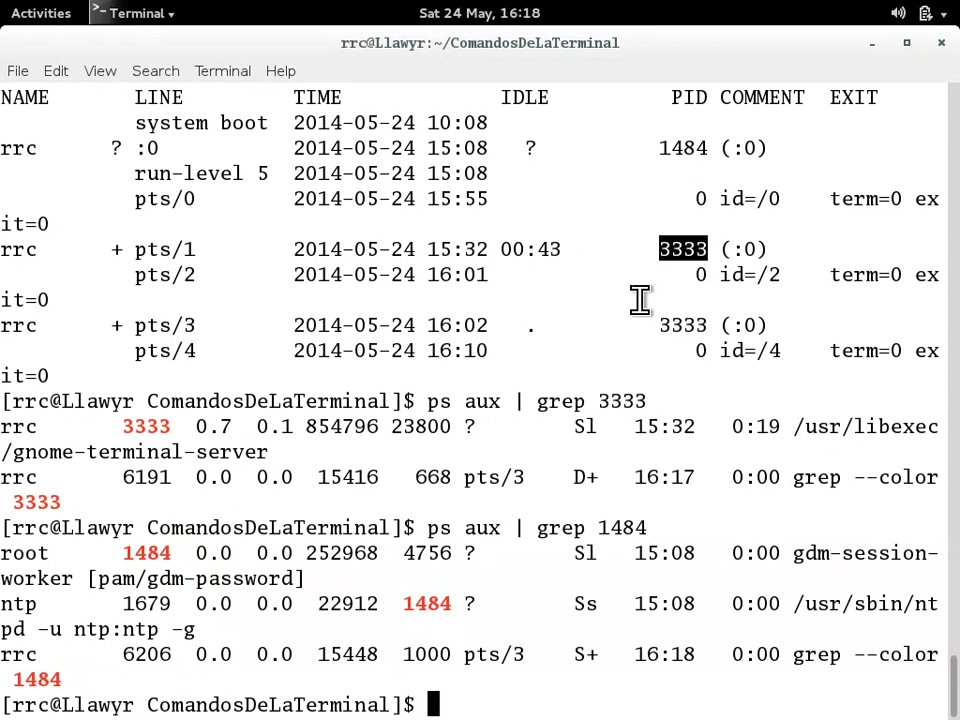 Activities >_ Terminal Sat 24 May, 16:18
rrc@Llawyr:~/ComandosDeLaTerminal
File Edit View Search Terminal Help
NAME LINE TIME IDLE PID COMMENT EXIT
system boot 2014-05-24 10:08
rrc ? :0 2014-05-24 15:08 ? 1484 (:0)
run-level 5 2014-05-24 15:08
pts/0 2014-05-24 15:55 0 id=/0 term=0 ex
it=0
rrc + pts/1 2014-05-24 15:32 00:43 3333 (:0)
pts/2 2014-05-24 16:01 0 id=/2 term=0 ex
it=0
rrc + pts/3 2014-05-24 16:02 . 3333 (:0)
pts/4 2014-05-24 16:10 0 id=/4 term=0 ex
it=0
[rrc@Llawyr ComandosDeLaTerminal]$ ps aux | grep 3333
rrc 3333 0.7 0.1 854796 23800 ? Sl 15:32 0:19 /usr/libexec
/gnome-terminal-server
rrc 6191 0.0 0.0 15416 668 pts/3 D+ 16:17 0:00 grep --color
3333
[rrc@Llawyr ComandosDeLaTerminal]$ ps aux | grep 1484
root 1484 0.0 0.0 252968 4756 ? Sl 15:08 0:00 gdm-session-
worker [pam/gdm-password]
ntp 1679 0.0 0.0 22912 1484 ? Ss 15:08 0:00 /usr/sbin/nt
pd -u ntp:ntp -g
rrc 6206 0.0 0.0 15448 1000 pts/3 S+ 16:18 0:00 grep --color
1484
[rrc@Llawyr ComandosDeLaTerminal]$